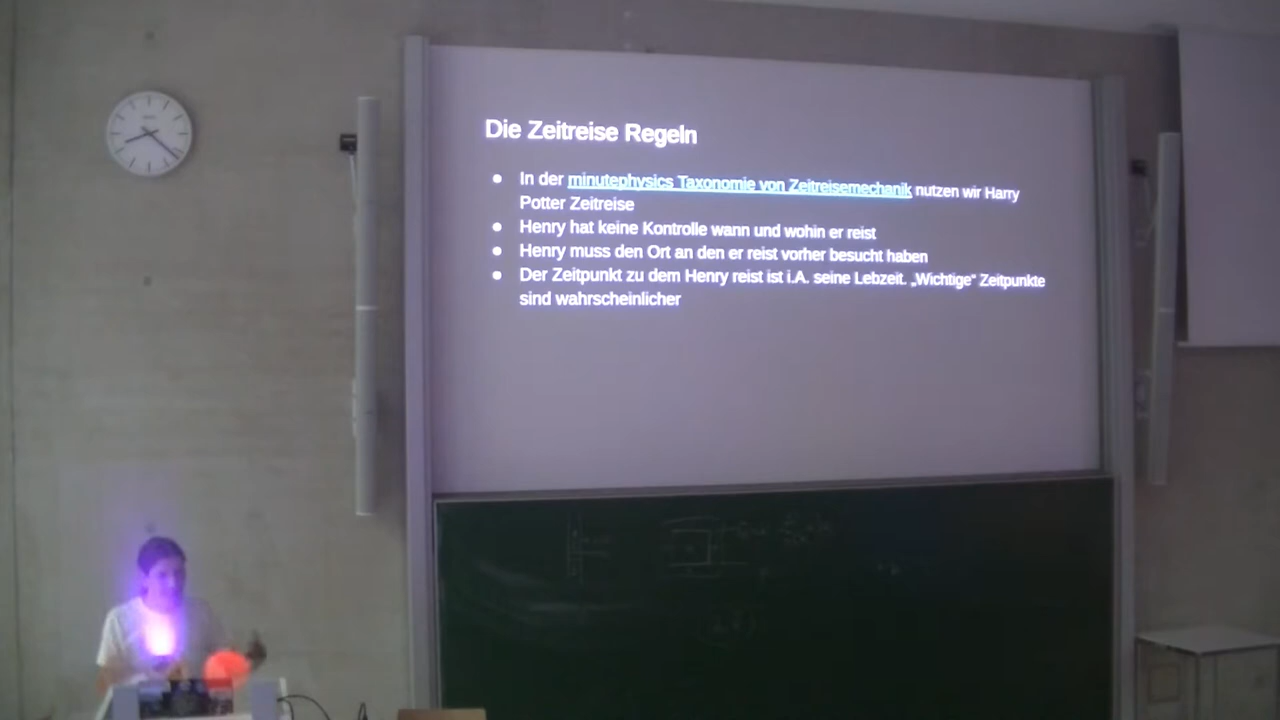 Die Zeitreise Regeln
In der minutephysics Taxonomie von Zeitreisemechanik nutzen wir Harry
Potter Zeitreise
Henry hat keine Kontrolle wann und wohin er reist
Henry muss den Ort an den er reist vorher besucht haben
Der Zeitpunkt zu dem Henry reist ist i.A. seine Lebzeit. „Wichtige“ Zeitpunkte
sind wahrscheinlicher